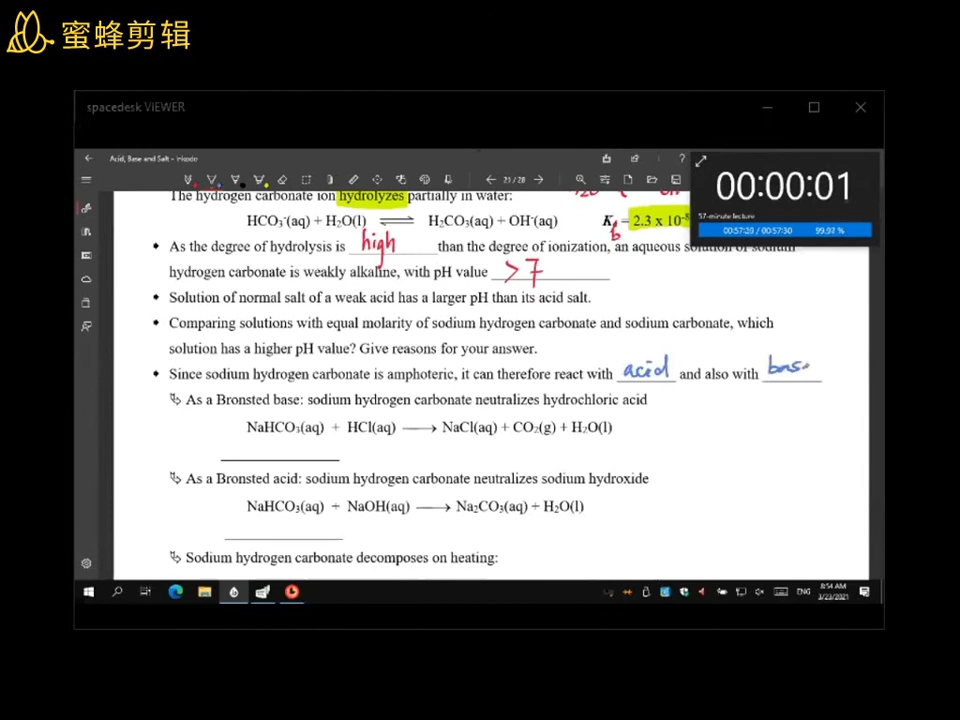 蜜蜂剪辑
spacedesk VIEWER
Acid, Base and Salt - Inkodo
21 / 28
00:00:01
57-minute lecture
00:57:29 / 00:57:30 99.97 %
The hydrogen carbonate ion hydrolyzes partially in water:
HCO₃⁻(aq) + H₂O(l) ⇌ H₂CO₃(aq) + OH⁻(aq) K b = 2.3 x 10⁻⁸
• As the degree of hydrolysis is high than the degree of ionization, an aqueous solution of sodium
hydrogen carbonate is weakly alkaline, with pH value >7
• Solution of normal salt of a weak acid has a larger pH than its acid salt.
• Comparing solutions with equal molarity of sodium hydrogen carbonate and sodium carbonate, which
solution has a higher pH value? Give reasons for your answer.
• Since sodium hydrogen carbonate is amphoteric, it can therefore react with acid and also with bas
As a Bronsted base: sodium hydrogen carbonate neutralizes hydrochloric acid
NaHCO₃(aq) + HCl(aq) ⟶ NaCl(aq) + CO₂(g) + H₂O(l)
As a Bronsted acid: sodium hydrogen carbonate neutralizes sodium hydroxide
NaHCO₃(aq) + NaOH(aq) ⟶ Na₂CO₃(aq) + H₂O(l)
Sodium hydrogen carbonate decomposes on heating:
ENG
8:54 AM
3/23/2021